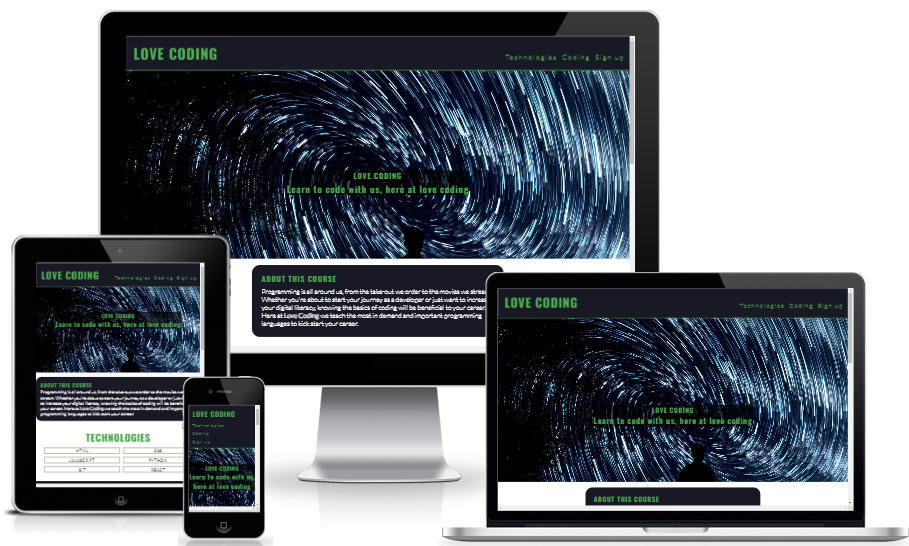 LOVE CODING
Technologies Coding Sign up
LOVE CODING
Learn to code with us, here at love coding
ABOUT THIS COURSE
Programming is all around us, from the take-out we order to the movies we
Whether you're about to start your journey as a developer or just want to
your digital literacy, knowing the basics of coding will be beneficial to your career.
Here at Love Coding we teach the most in demand and important programming
languages to kick start your career.
LOVE CODING
Technologies Coding Sign up
LOVE CODING
Learn to code with us, here at love coding
ABOUT THIS COURSE
Programming is all around us, from the take-out we order to the movies we
screen. Whether you're about to start your journey as a developer or just
your digital literacy, knowing the basics of coding will be
your career. Here at Love Coding we teach the most in demand and
programming languages to kick start your career.
TECHNOLOGIES
HTML
CSS
JAVASCRIPT
PYTHON
GIT
REACT
LOVE CODING
Technologies
Coding
Sign up
LOVE CODING
Learn to code with us,
here at love coding
LOVE CODING
Technologies Coding Sign up
LOVE CODING
Learn to code with us, here at love coding
ABOUT THIS COURSE